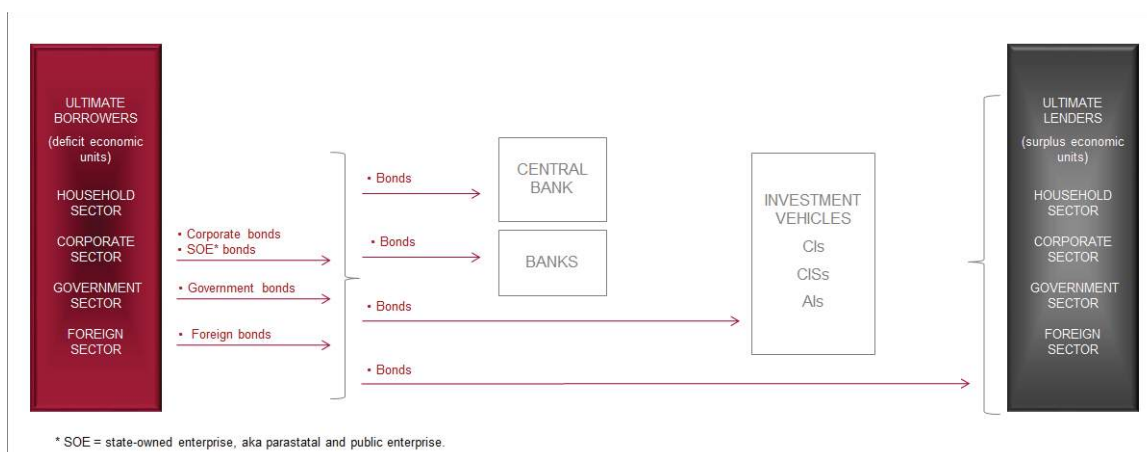 ULTIMATE
BORROWERS
(deficit economic
units)
HOUSEHOLD
SECTOR
CORPORATE
SECTOR
GOVERNMENT
SECTOR
FOREIGN
SECTOR
• Corporate bonds
• SOE* bonds
• Government bonds
• Foreign bonds
• Bonds
• Bonds
• Bonds
• Bonds
CENTRAL
BANK
BANKS
INVESTMENT
VEHICLES
CIs
CISs
AIs
ULTIMATE
LENDERS
(surplus economic
units)
HOUSEHOLD
SECTOR
CORPORATE
SECTOR
GOVERNMENT
SECTOR
FOREIGN
SECTOR
* SOE = state-owned enterprise, aka parastatal and public enterprise.